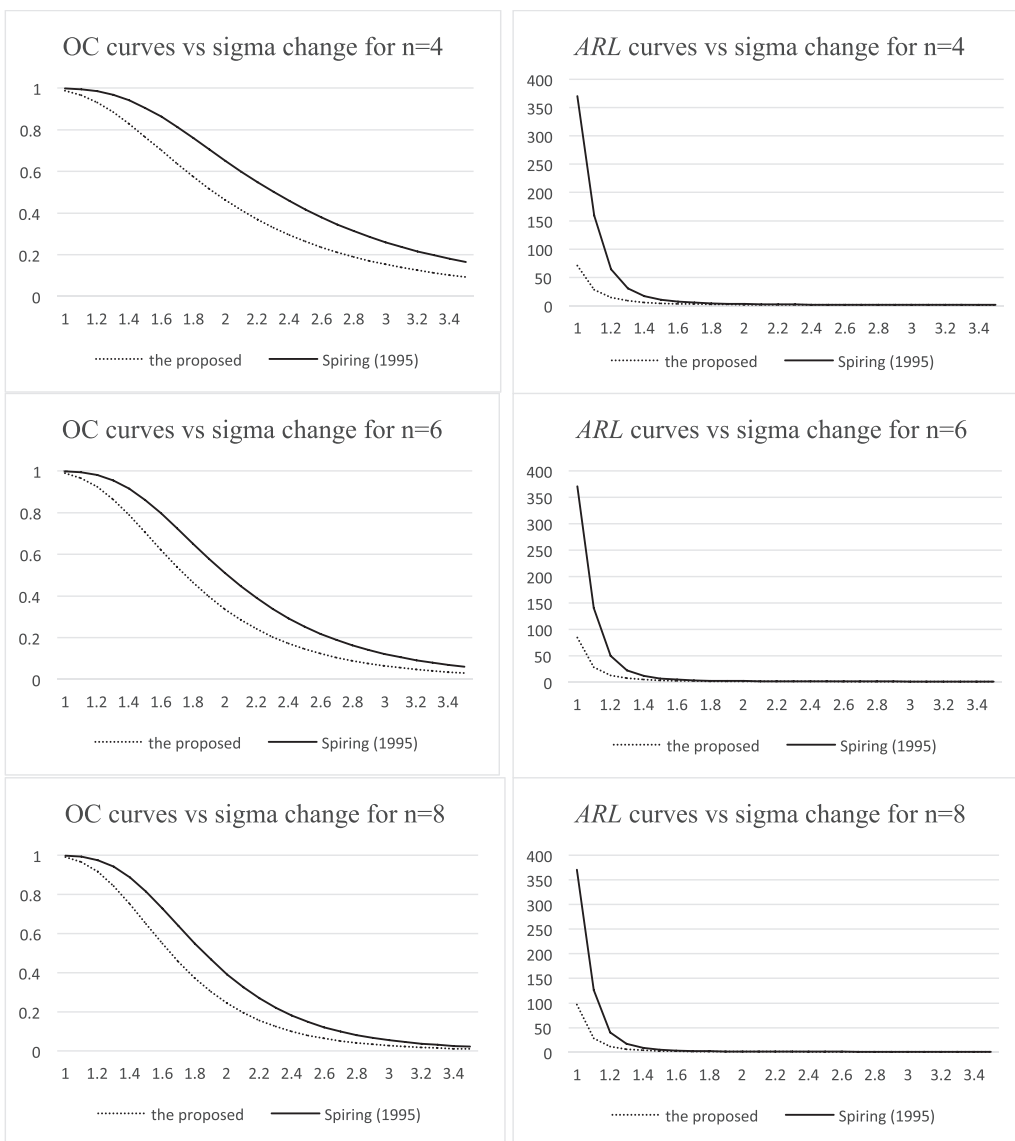 OC curves vs sigma change for n=4
1
0.8
0.6
0.4
0.2
0
1 1.2 1.4 1.6 1.8 2 2.2 2.4 2.6 2.8 3 3.2 3.4
the proposed Spiring (1995)
ARL curves vs sigma change for n=4
400
350
300
250
200
150
100
50
0
1 1.2 1.4 1.6 1.8 2 2.2 2.4 2.6 2.8 3 3.2 3.4
the proposed Spiring (1995)
OC curves vs sigma change for n=6
1
0.8
0.6
0.4
0.2
0
1 1.2 1.4 1.6 1.8 2 2.2 2.4 2.6 2.8 3 3.2 3.4
the proposed Spiring (1995)
ARL curves vs sigma change for n=6
400
350
300
250
200
150
100
50
0
1 1.2 1.4 1.6 1.8 2 2.2 2.4 2.6 2.8 3 3.2 3.4
the proposed Spiring (1995)
OC curves vs sigma change for n=8
1
0.8
0.6
0.4
0.2
0
1 1.2 1.4 1.6 1.8 2 2.2 2.4 2.6 2.8 3 3.2 3.4
the proposed Spiring (1995)
ARL curves vs sigma change for n=8
400
350
300
250
200
150
100
50
0
1 1.2 1.4 1.6 1.8 2 2.2 2.4 2.6 2.8 3 3.2 3.4
the proposed Spiring (1995)